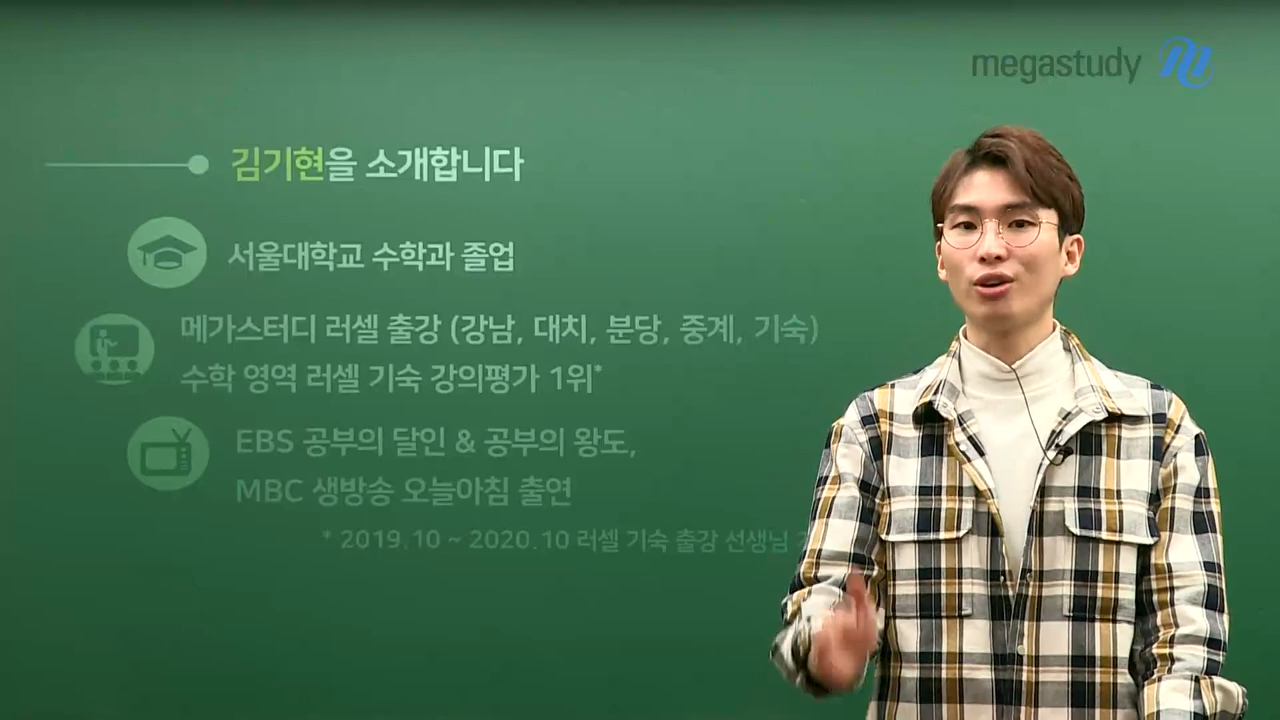 megastudy
김기현을 소개합니다
서울대학교 수학과 졸업
메가스터디 러셀 출강 (강남, 대치, 분당, 중계, 기숙)
수학 영역 러셀 기숙 강의평가 1위*
EBS 공부의 달인 & 공부의 왕도,
MBC 생방송 오늘아침 출연
* 2019.10 ~ 2020.10 러셀 기숙 출강 선생님